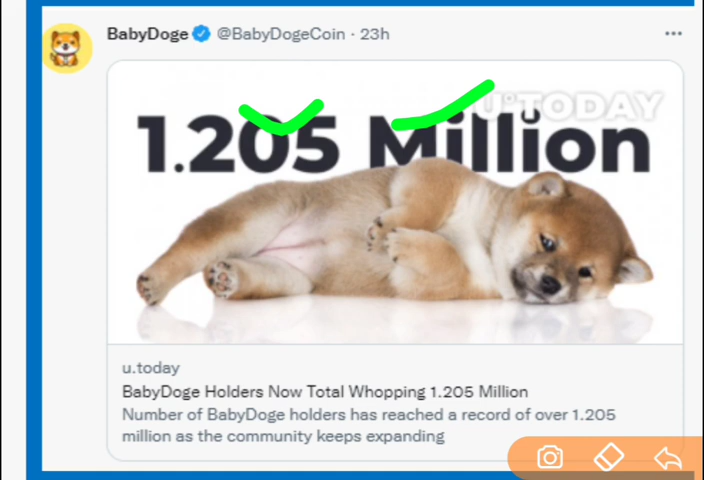 BabyDoge @BabyDogeCoin · 23h
U°TODAY
1.205 Million
u.today
BabyDoge Holders Now Total Whopping 1.205 Million
Number of BabyDoge holders has reached a record of over 1.205
million as the community keeps expanding